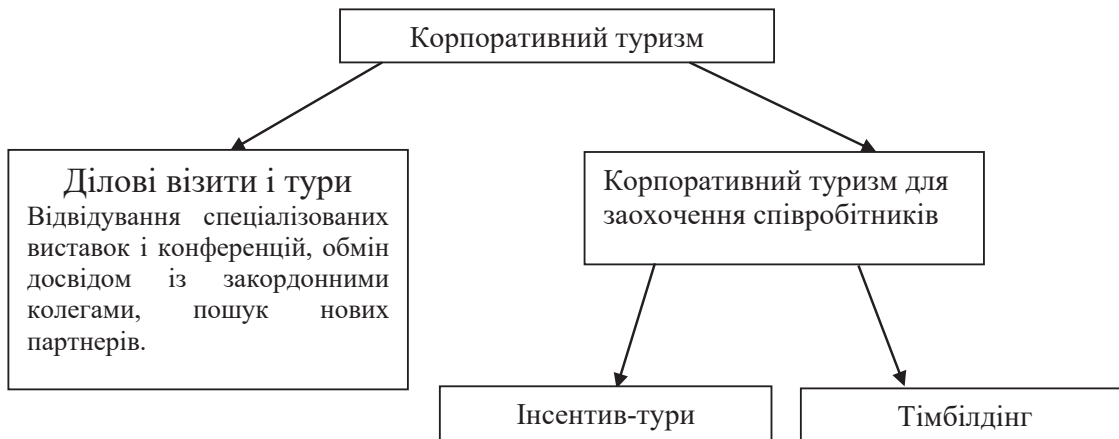 Корпоративний туризм
Ділові візити і тури
Відвідування спеціалізованих
виставок і конференцій, обмін
досвідом із закордонними
колегами, пошук нових
партнерів.
Корпоративний туризм для
заохочення співробітників
Інсентив-тури
Тімбілдінг